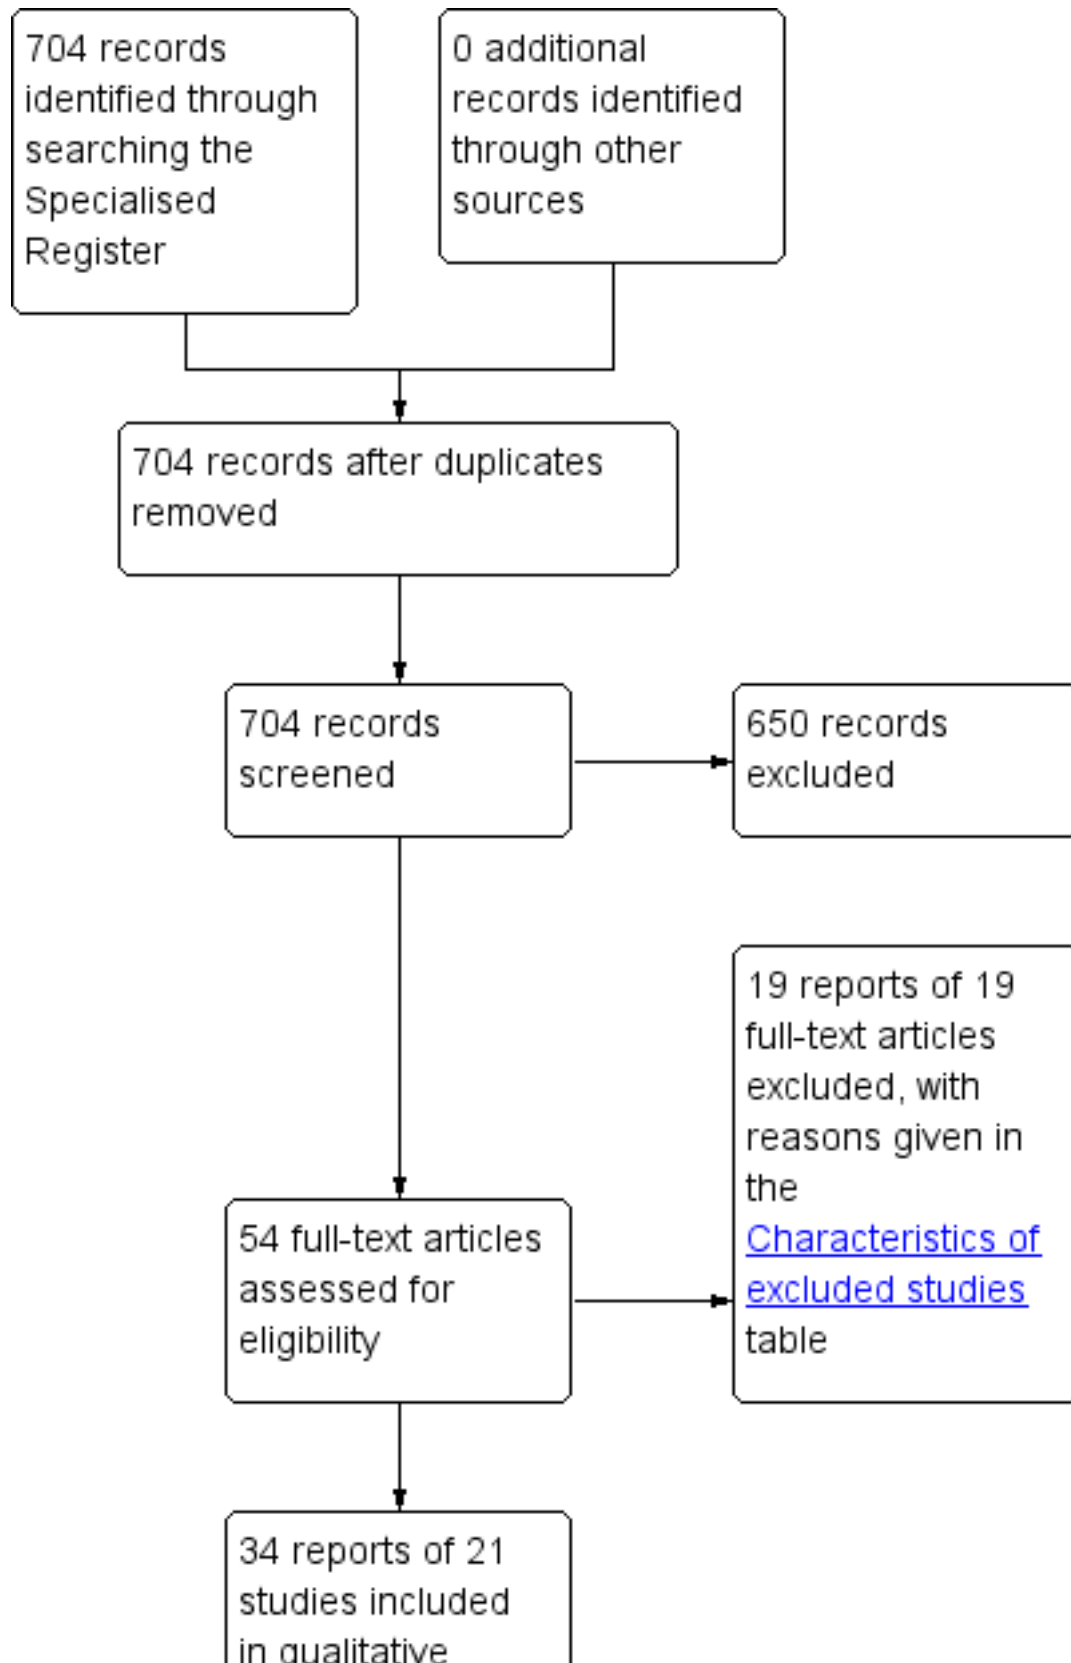 704 records
identified through
searching the
Specialised
Register
0 additional
records identified
through other
sources
704 records after duplicates
removed
704 records
screened
650 records
excluded
19 reports of 19
full-text articles
excluded, with
reasons given in
the
Characteristics of
excluded studies
table
54 full-text articles
assessed for
eligibility
34 reports of 21
studies included
in qualitative